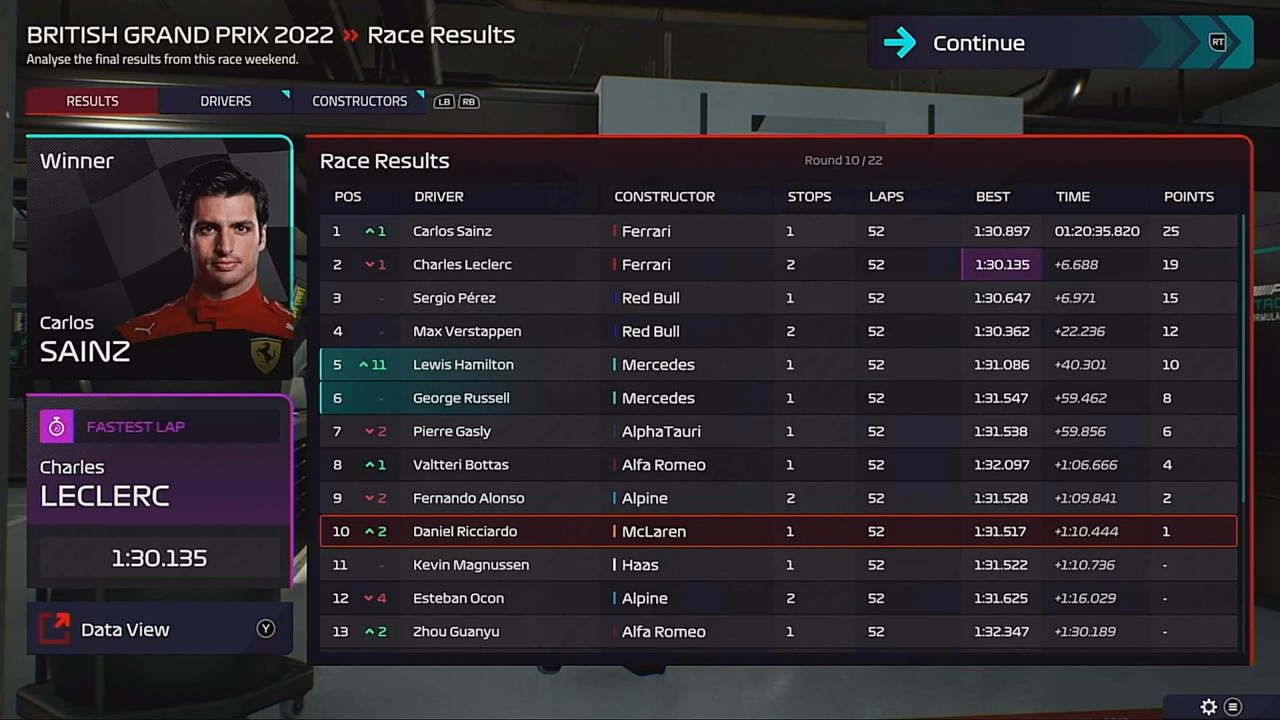 BRITISH GRAND PRIX 2022 » Race Results
Analyse the final results from this race weekend.
Continue RT
RESULTS DRIVERS CONSTRUCTORS LB RB
Winner
Carlos
SAINZ
FASTEST LAP
Charles
LECLERC
1:30.135
Data View Y
Race Results Round 10 / 22
POS DRIVER CONSTRUCTOR STOPS LAPS BEST TIME POINTS
1 1 Carlos Sainz Ferrari 1 52 1:30.897 01:20:35.820 25
2 1 Charles Leclerc Ferrari 2 52 1:30.135 +6.688 19
3 - Sergio Pérez Red Bull 1 52 1:30.647 +6.971 15
4 - Max Verstappen Red Bull 2 52 1:30.362 +22.236 12
5 11 Lewis Hamilton Mercedes 1 52 1:31.086 +40.301 10
6 - George Russell Mercedes 1 52 1:31.547 +59.462 8
7 2 Pierre Gasly AlphaTauri 1 52 1:31.538 +59.856 6
8 1 Valtteri Bottas Alfa Romeo 1 52 1:32.097 +1:06.666 4
9 2 Fernando Alonso Alpine 2 52 1:31.528 +1:09.841 2
10 2 Daniel Ricciardo McLaren 1 52 1:31.517 +1:10.444 1
11 - Kevin Magnussen Haas 1 52 1:31.522 +1:10.736 -
12 4 Esteban Ocon Alpine 2 52 1:31.625 +1:16.029 -
13 2 Zhou Guanyu Alfa Romeo 1 52 1:32.347 +1:30.189 -